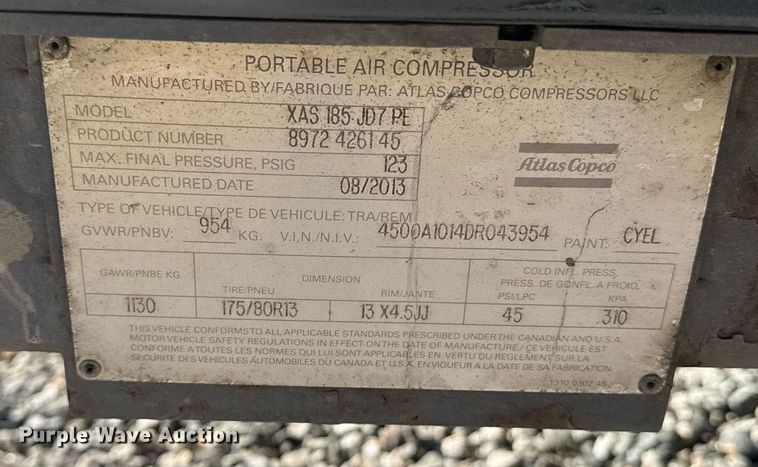 PORTABLE AIR COMPRESSOR
MANUFACTURED BY/FABRIQUE PAR: ATLAS COPCO COMPRESSORS LLC
MODEL XAS 185 JD7 PE
PRODUCT NUMBER 8972 4261 45
MAX. FINAL PRESSURE, PSIG 123
MANUFACTURED DATE 08/2013
Atlas Copco
TYPE OF VEHICLE/TYPE DE VEHICULE: TRA/REM
GVWR/PNBV: 954 KG. V.I.N./N.I.V.: 4500A1014DR043954 PAINT: CYEL
GAWR/PNBE KG DIMENSION COLD INFL. PRESS.
PRESS. DE GONFL. A FROID,
TIRE/PNEU RIM/JANTE PSI/LPC KPA
1130 175/80R13 13 X4.5JJ 45 310
THIS VEHICLE CONFORMS TO ALL APPLICABLE STANDARDS PRESCRIBED UNDER THE CANADIAN AND U.S.A.
MOTOR VEHICLE SAFETY REGULATIONS IN EFFECT ON THE DATE OF MANUFACTURE/ CE VEHICULE EST
CONFORME A TOUTES LES NORMES QUI LUI SONT APPLICABLES EN VERTU DU REGLEMENT SUR LA
SECURITE DES VEHICULES AUTOMOBILES DU CANADA ET U.S.A. EN VIGUEUR A LA DATE DE SA FABRICATION
1310 0302 48
Purple Wave Auction